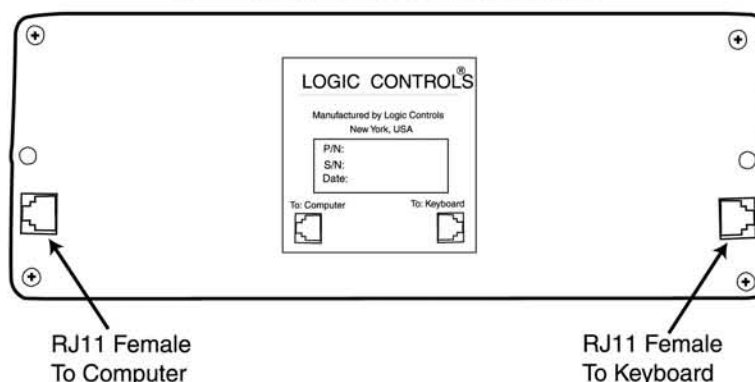 LOGIC CONTROLS®
Manufactured by Logic Controls
New York, USA
P/N:
S/N:
Date:
To: Computer To: Keyboard
RJ11 Female
To Computer
RJ11 Female
To Keyboard